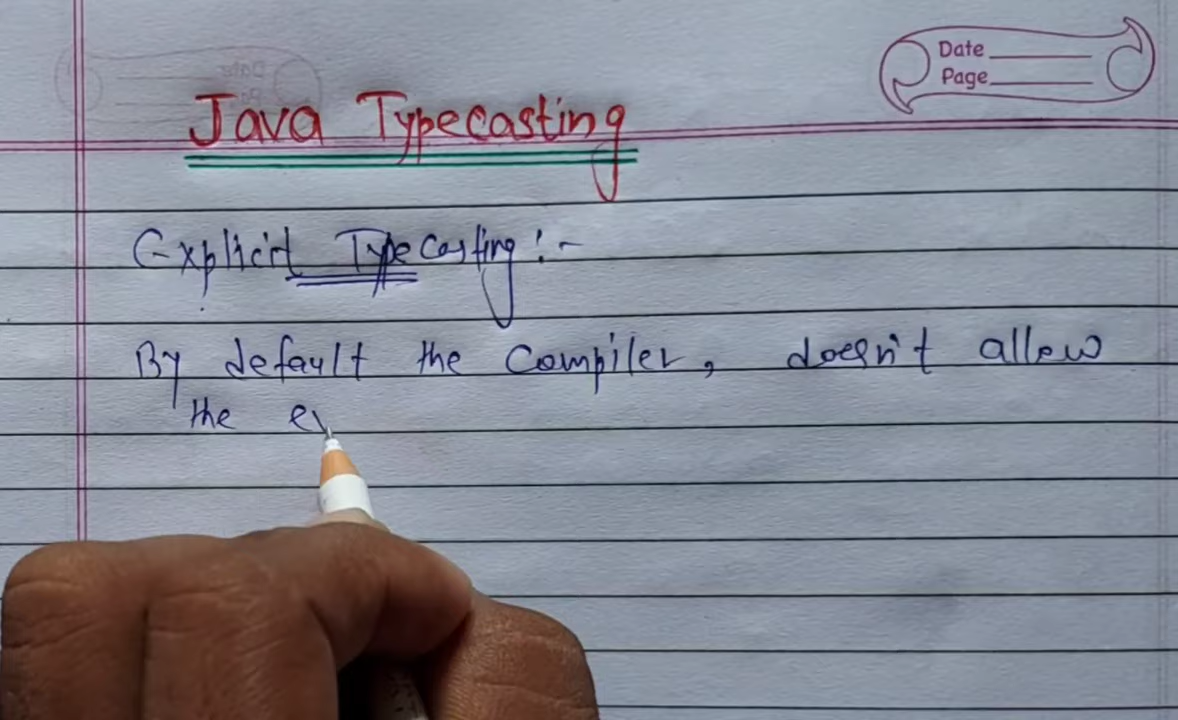 Date
Page
Java Typecasting
Explicit Typecasting:-
By default the Compiler, doesn't allow
the